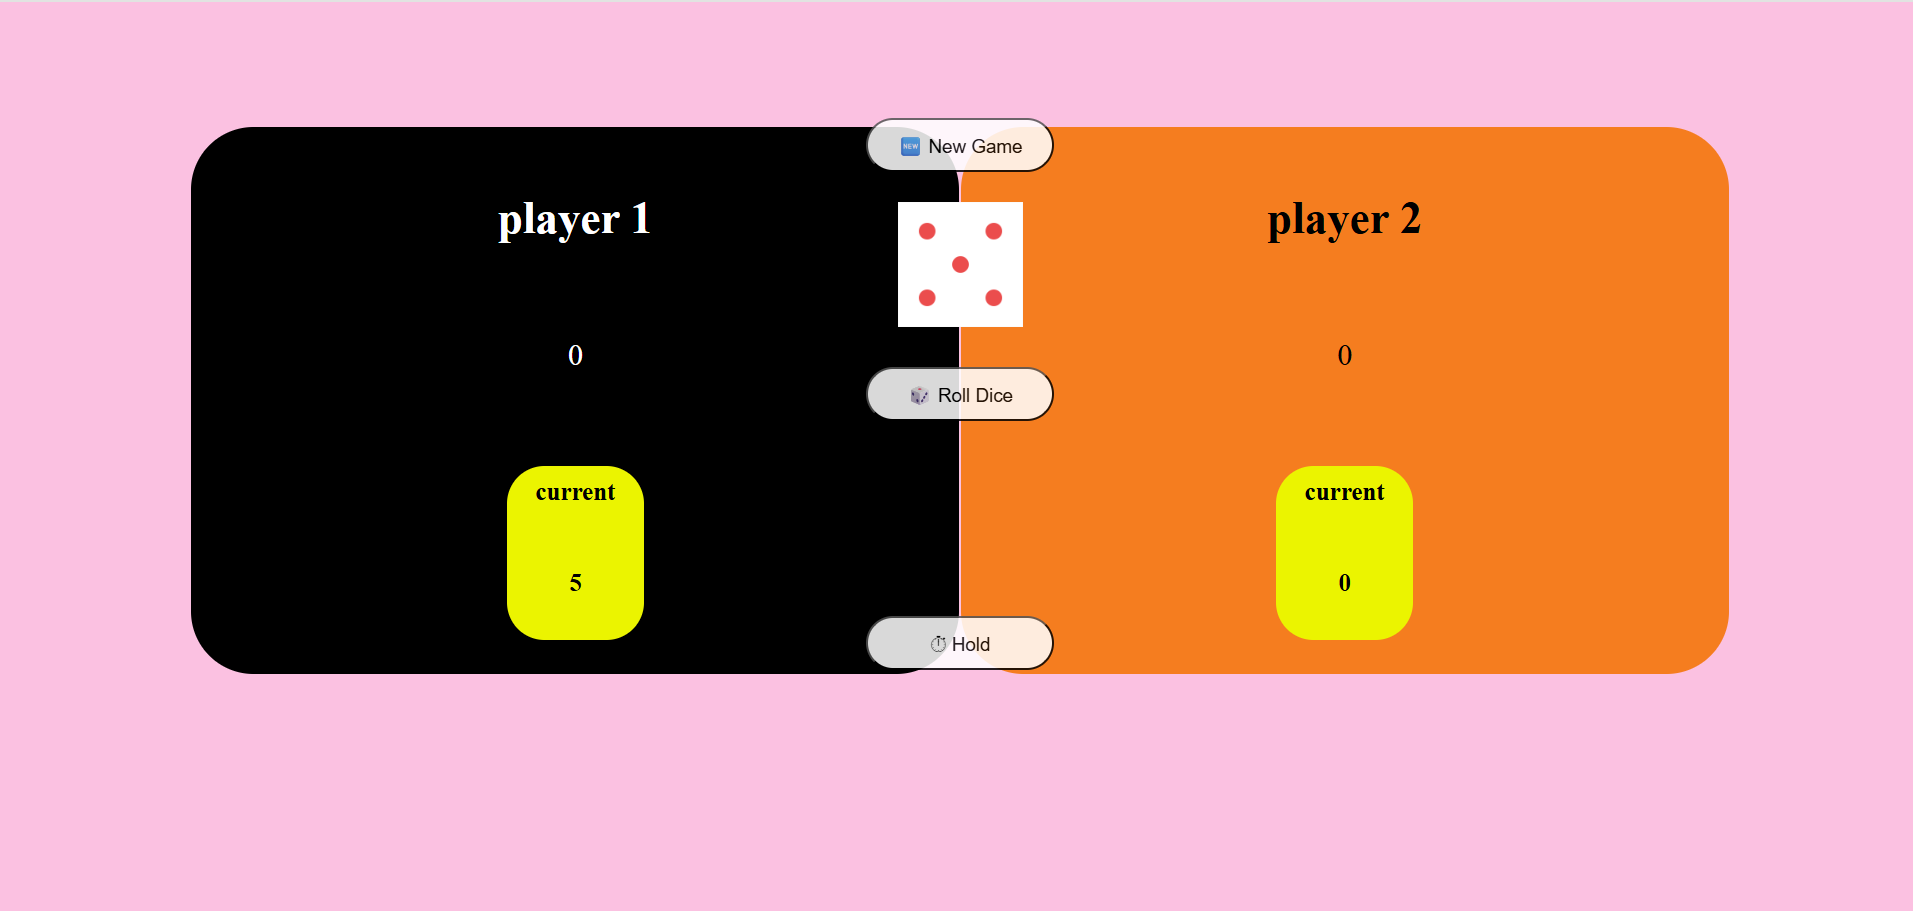 🆕 New Game
player 1
player 2
0
0
🎲 Roll Dice
current
current
5
0
⏱ Hold